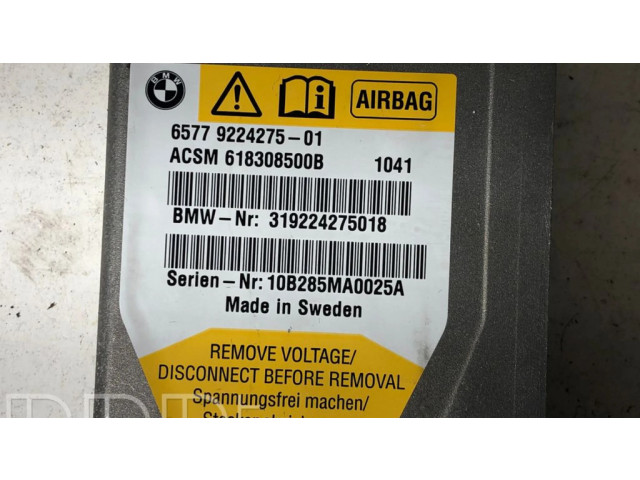 BMW
AIRBAG
6577 9224275-01
ACSM 618308500B 1041
BMW-Nr: 319224275018
Serien-Nr: 10B285MA0025A
Made in Sweden
REMOVE VOLTAGE/
DISCONNECT BEFORE REMOVAL
Spannungsfrei machen/